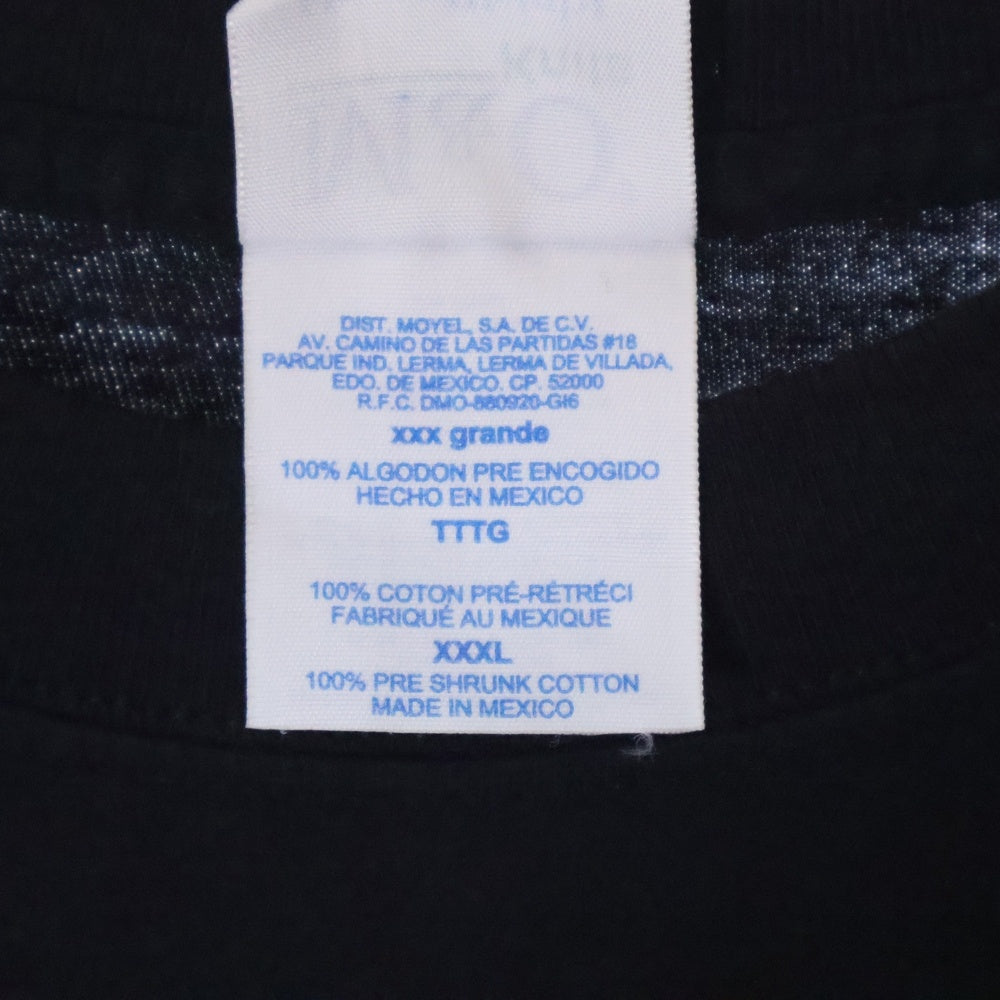 DIST. MOYEL, S.A. DE C.V.
AV. CAMINO DE LAS PARTIDAS #18
PARQUE IND. LERMA, LERMA DE VILLADA,
EDO. DE MEXICO. CP. 52000
R.F.C. DMO-880920-GI6
xxx grande
100% ALGODON PRE ENCOGIDO
HECHO EN MEXICO
TTTG
100% COTON PRÉ-RÉTRÉCI
FABRIQUÉ AU MEXIQUE
XXXL
100% PRE SHRUNK COTTON
MADE IN MEXICO